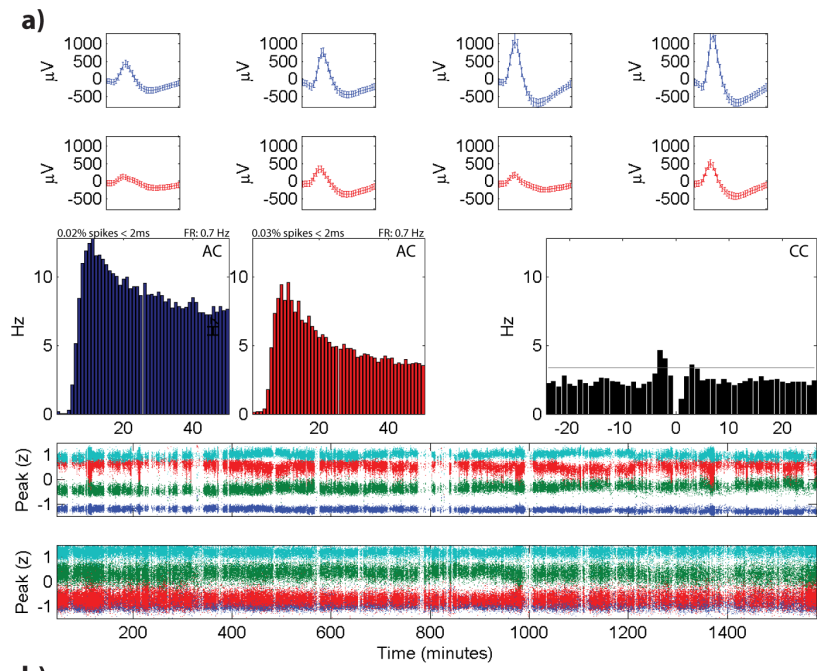 a)
1000 1000 1000 1000
500 500 500 500
0 0 0 0
-500 -500 -500 -500
μV μV μV μV
1000 1000 1000 1000
500 500 500 500
0 0 0 0
-500 -500 -500 -500
μV μV μV μV
0.02% spikes < 2ms FR: 0.7 Hz 0.03% spikes < 2ms FR: 0.7 Hz
AC AC CC
10 10 10
Hz Hz Hz
5 5 5
0 0 0
20 40 20 40 -20 -10 0 10 20
1
0
-1
Peak (z)
1
0
-1
Peak (z)
200 400 600 800 1000 1200 1400
Time (minutes)